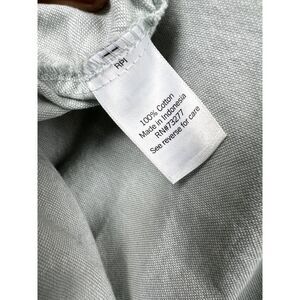 RPI
100% Cotton
Made in Indonesia
RN#73277
See reverse for care